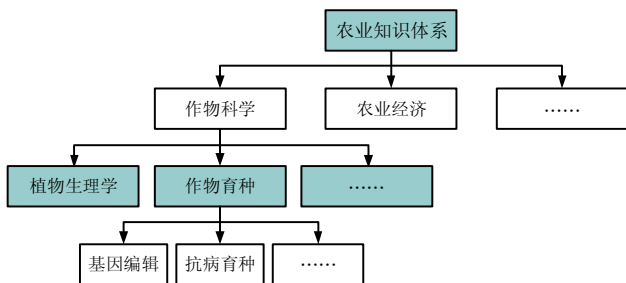 农业知识体系
作物科学
农业经济
……
植物生理学
作物育种
……
基因编辑
抗病育种
……